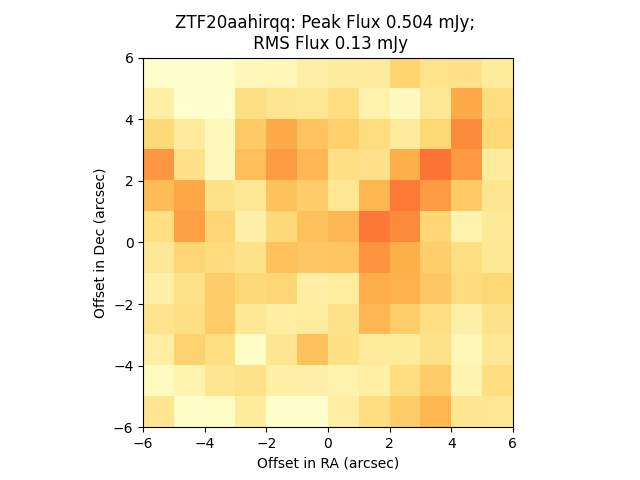 ZTF20aahirqq: Peak Flux 0.504 mJy;
RMS Flux 0.13 mJy
6
4
2
0
−2
−4
−6
Offset in Dec (arcsec)
−6 −4 −2 0 2 4 6
Offset in RA (arcsec)